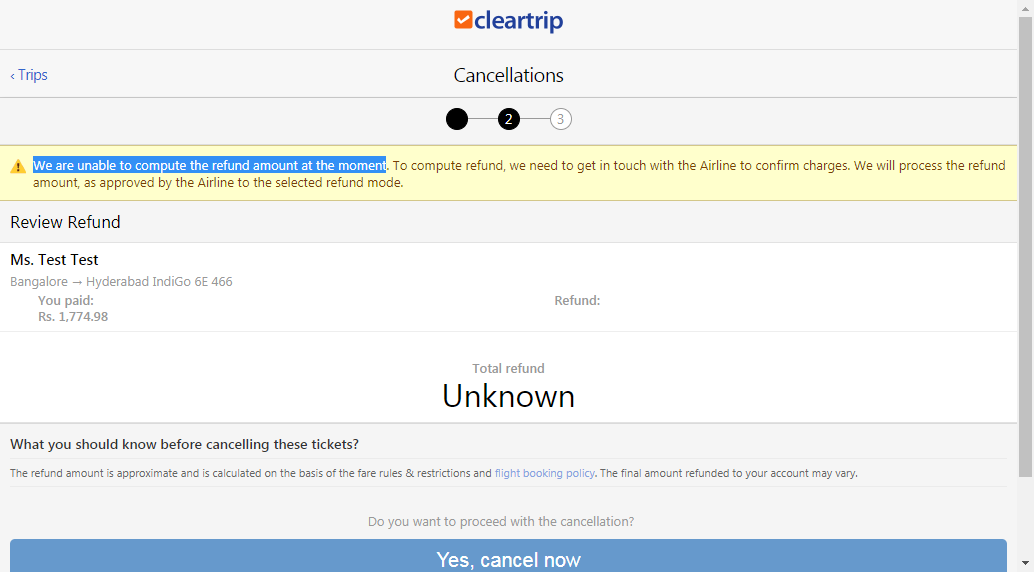 cleartrip
‹ Trips
Cancellations
2
3
We are unable to compute the refund amount at the moment. To compute refund, we need to get in touch with the Airline to confirm charges. We will process the refund
amount, as approved by the Airline to the selected refund mode.
Review Refund
Ms. Test Test
Bangalore → Hyderabad IndiGo 6E 466
You paid:
Rs. 1,774.98
Refund:
Total refund
Unknown
What you should know before cancelling these tickets?
The refund amount is approximate and is calculated on the basis of the fare rules & restrictions and flight booking policy. The final amount refunded to your account may vary.
Do you want to proceed with the cancellation?
Yes, cancel now